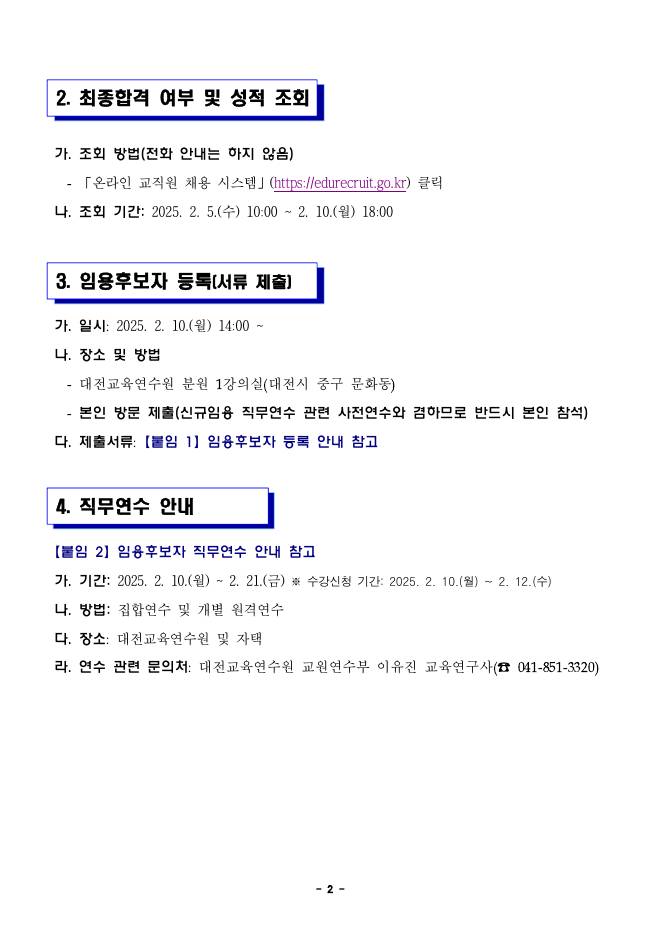 2. 최종합격 여부 및 성적 조회
가. 조회 방법(전화 안내는 하지 않음)
- 「온라인 교직원 채용 시스템」(https://edurecruit.go.kr) 클릭
나. 조회 기간: 2025. 2. 5.(수) 10:00 ~ 2. 10.(월) 18:00
3. 임용후보자 등록(서류 제출)
가. 일시: 2025. 2. 10.(월) 14:00 ~
나. 장소 및 방법
- 대전교육연수원 분원 1강의실(대전시 중구 문화동)
- 본인 방문 제출(신규임용 직무연수 관련 사전연수와 겸하므로 반드시 본인 참석)
다. 제출서류: 【붙임 1】 임용후보자 등록 안내 참고
4. 직무연수 안내
【붙임 2】 임용후보자 직무연수 안내 참고
가. 기간: 2025. 2. 10.(월) ~ 2. 21.(금) ※ 수강신청 기간: 2025. 2. 10.(월) ~ 2. 12.(수)
나. 방법: 집합연수 및 개별 원격연수
다. 장소: 대전교육연수원 및 자택
라. 연수 관련 문의처: 대전교육연수원 교원연수부 이유진 교육연구사(☎ 041-851-3320)
- 2 -